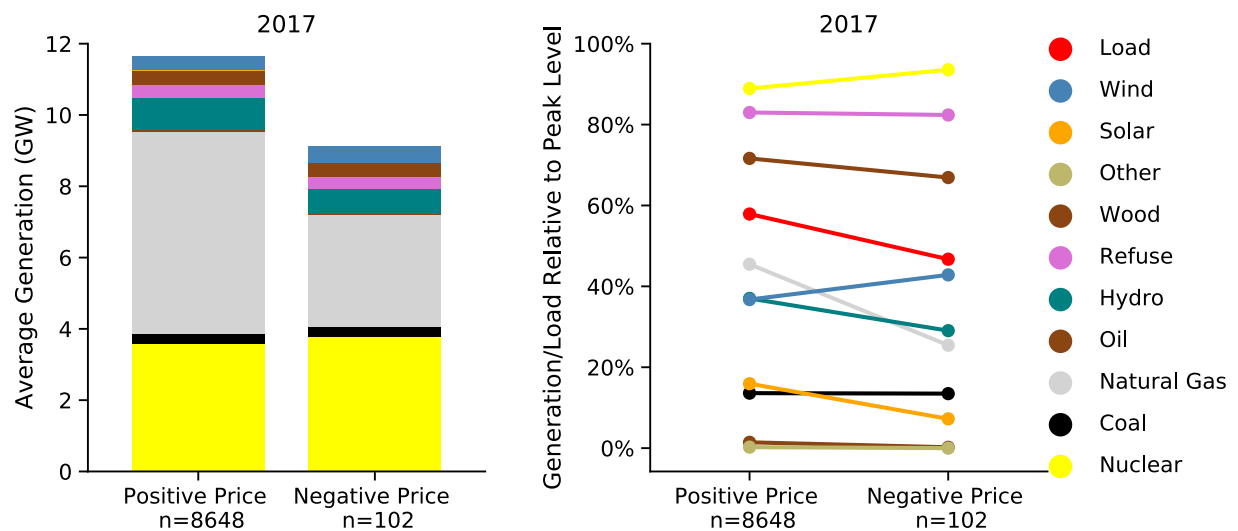 2017
Average Generation (GW)
12
10
8
6
4
2
0
Positive Price
n=8648
Negative Price
n=102
2017
Generation/Load Relative to Peak Level
100%
80%
60%
40%
20%
0%
Positive Price
n=8648
Negative Price
n=102
Load
Wind
Solar
Other
Wood
Refuse
Hydro
Oil
Natural Gas
Coal
Nuclear